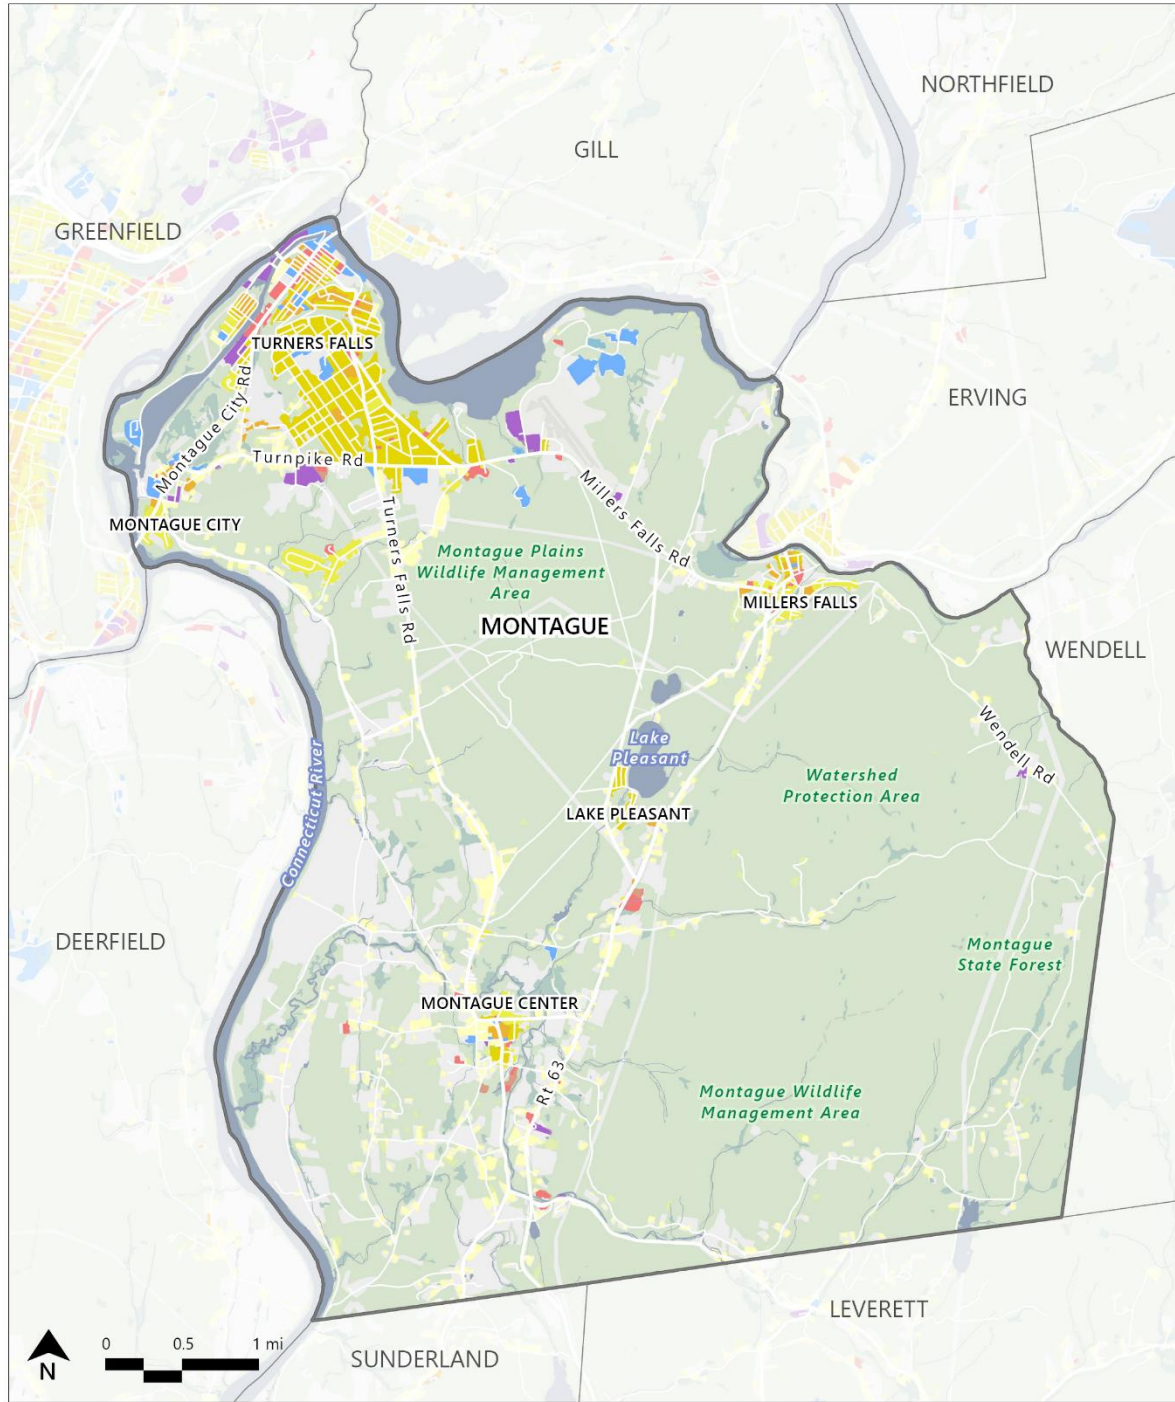 NORTHFIELD
GILL
GREENFIELD
TURNERS FALLS
ERVING
Montague City Rd
Turnpike Rd
Millers Falls Rd
MONTAGUE CITY
Turners Falls Rd
Montague Plains
Wildlife Management
Area
MILLERS FALLS
MONTAGUE
WENDELL
Wendell Rd
Lake
Pleasant
Connecticut River
Watershed
Protection Area
LAKE PLEASANT
DEERFIELD
Montague
State Forest
MONTAGUE CENTER
Rt 63
Montague Wildlife
Management Area
LEVERETT
SUNDERLAND
N
0 0.5 1 mi